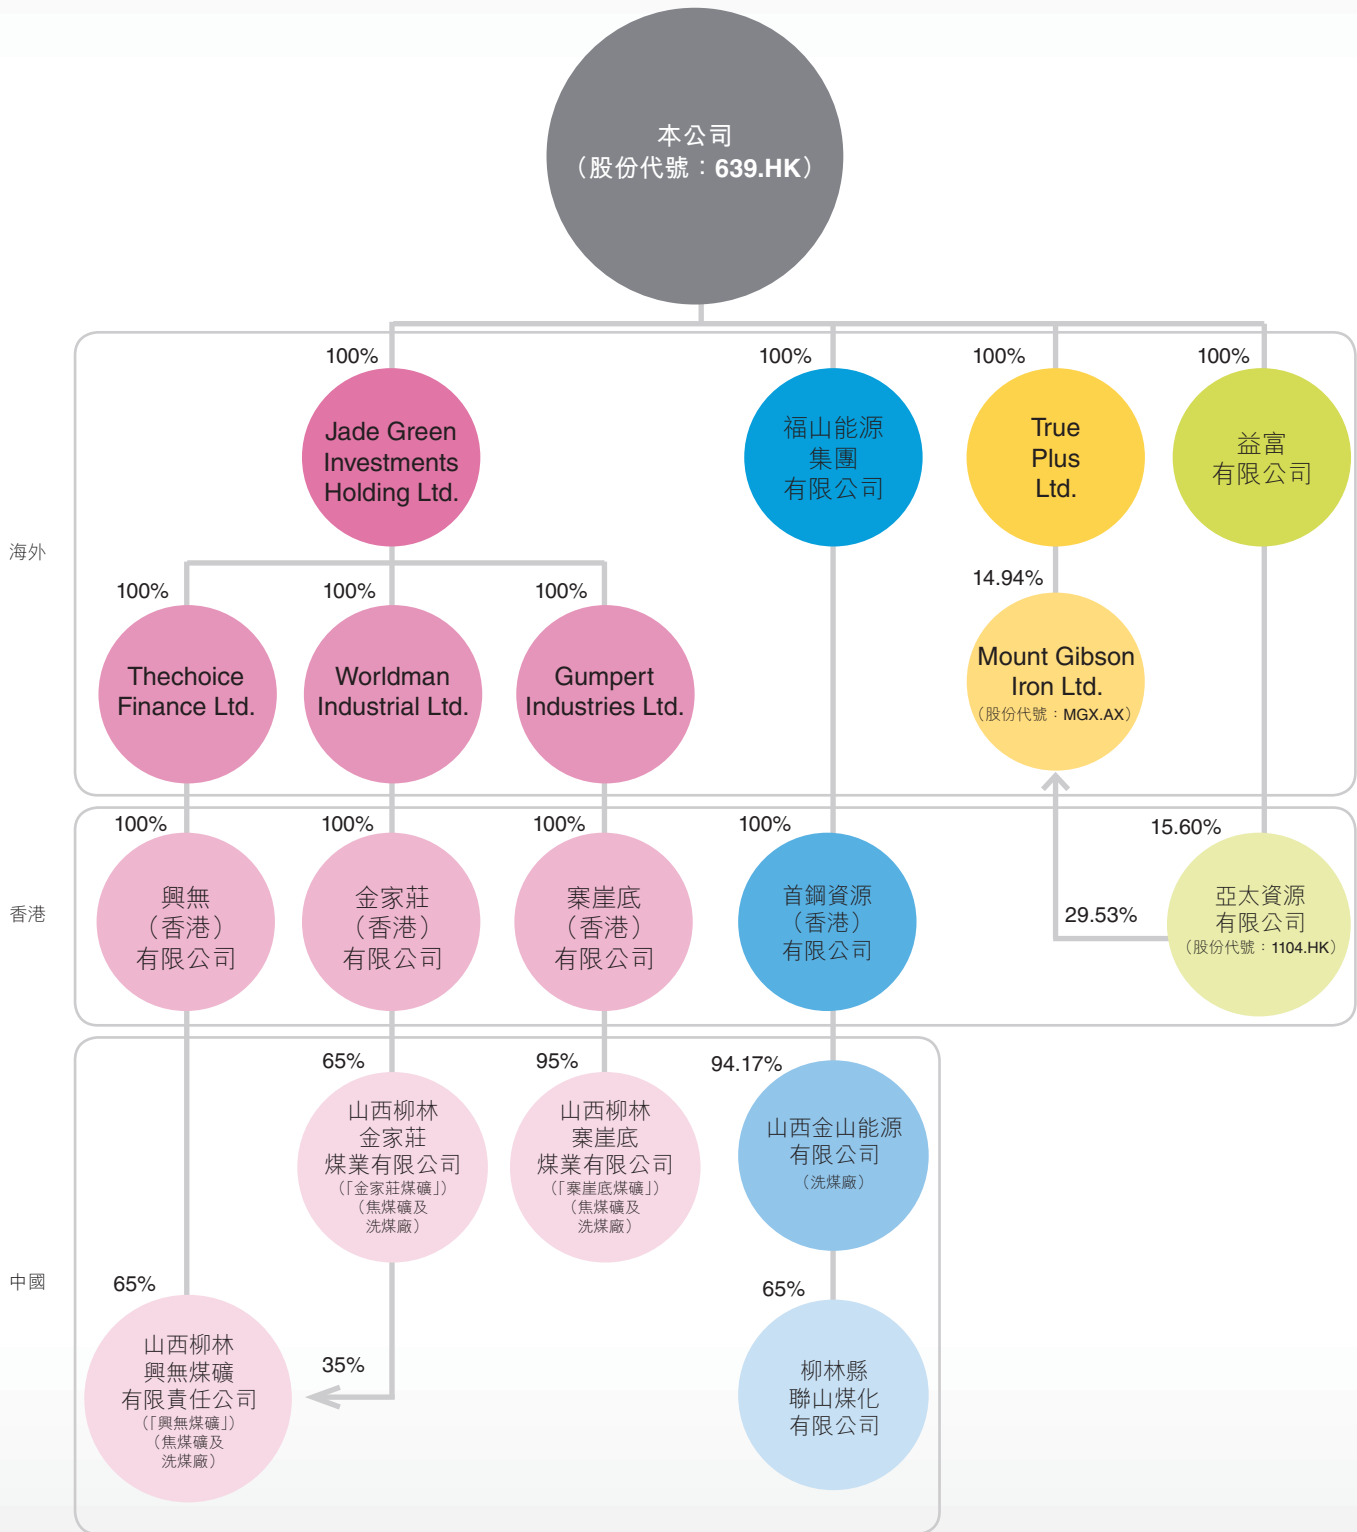 本公司
（股份代號：639.HK）
100%
100%
100%
100%
Jade Green
Investments
Holding Ltd.
福山能源
集團
有限公司
True
Plus
Ltd.
益富
有限公司
海外
100%
100%
100%
14.94%
Thechoice
Finance Ltd.
Worldman
Industrial Ltd.
Gumpert
Industries Ltd.
Mount Gibson
Iron Ltd.
（股份代號：MGX.AX）
100%
100%
100%
100%
15.60%
香港
興無
（香港）
有限公司
金家莊
（香港）
有限公司
寨崖底
（香港）
有限公司
首鋼資源
（香港）
有限公司
29.53%
亞太資源
有限公司
（股份代號：1104.HK）
65%
95%
94.17%
山西柳林
金家莊
煤業有限公司
（「金家莊煤礦」）
（焦煤礦及
洗煤廠）
山西柳林
寨崖底
煤業有限公司
（「寨崖底煤礦」）
（焦煤礦及
洗煤廠）
山西金山能源
有限公司
（洗煤廠）
中國
65%
35%
65%
山西柳林
興無煤礦
有限責任公司
（「興無煤礦」）
（焦煤礦及
洗煤廠）
柳林縣
聯山煤化
有限公司